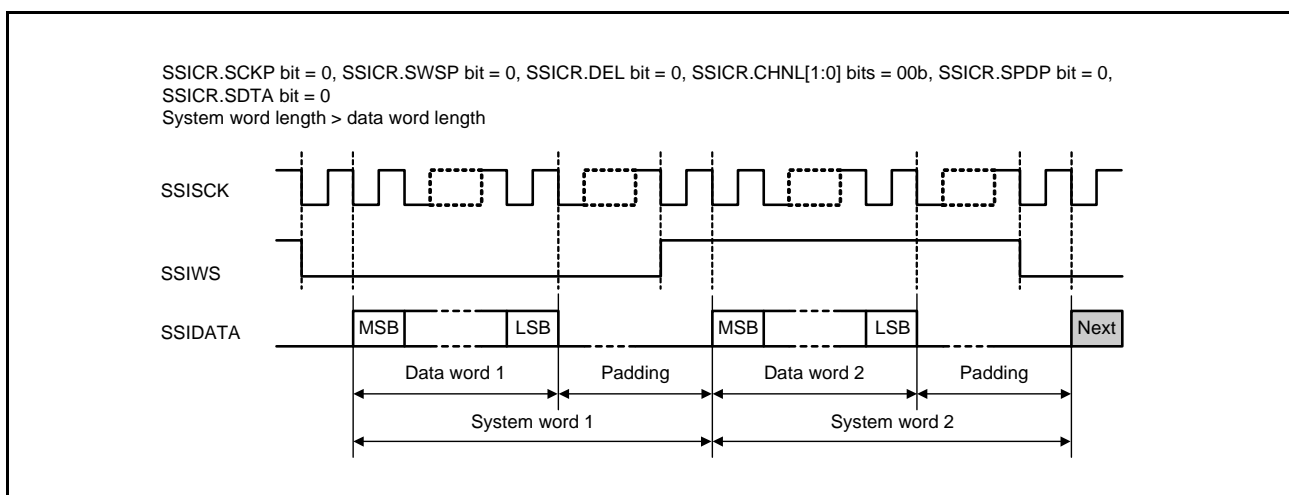 SSICR.SCKP bit = 0, SSICR.SWSP bit = 0, SSICR.DEL bit = 0, SSICR.CHNL[1:0] bits = 00b, SSICR.SPDP bit = 0,
SSICR.SDTA bit = 0
System word length > data word length
SSISCK
SSIWS
SSIDATA MSB LSB MSB LSB Next
Data word 1 Padding Data word 2 Padding
System word 1 System word 2